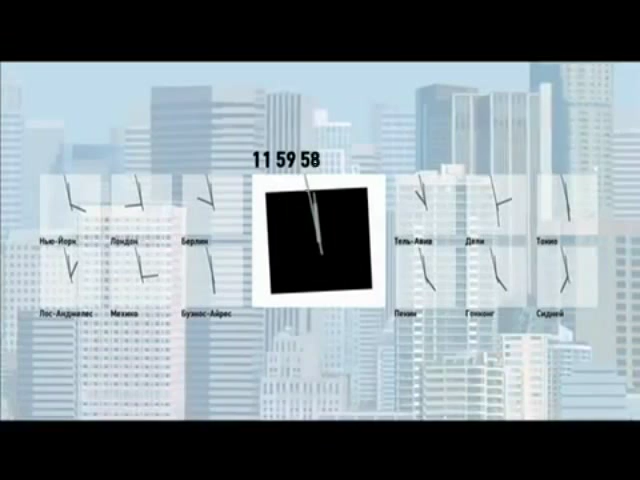 11 59 58
Нью-Йорк Лондон Берлин Тель-Авив Дели Токио
Лос-Анджелес Мехико Буэнос-Айрес Пекин Гонконг Сидней